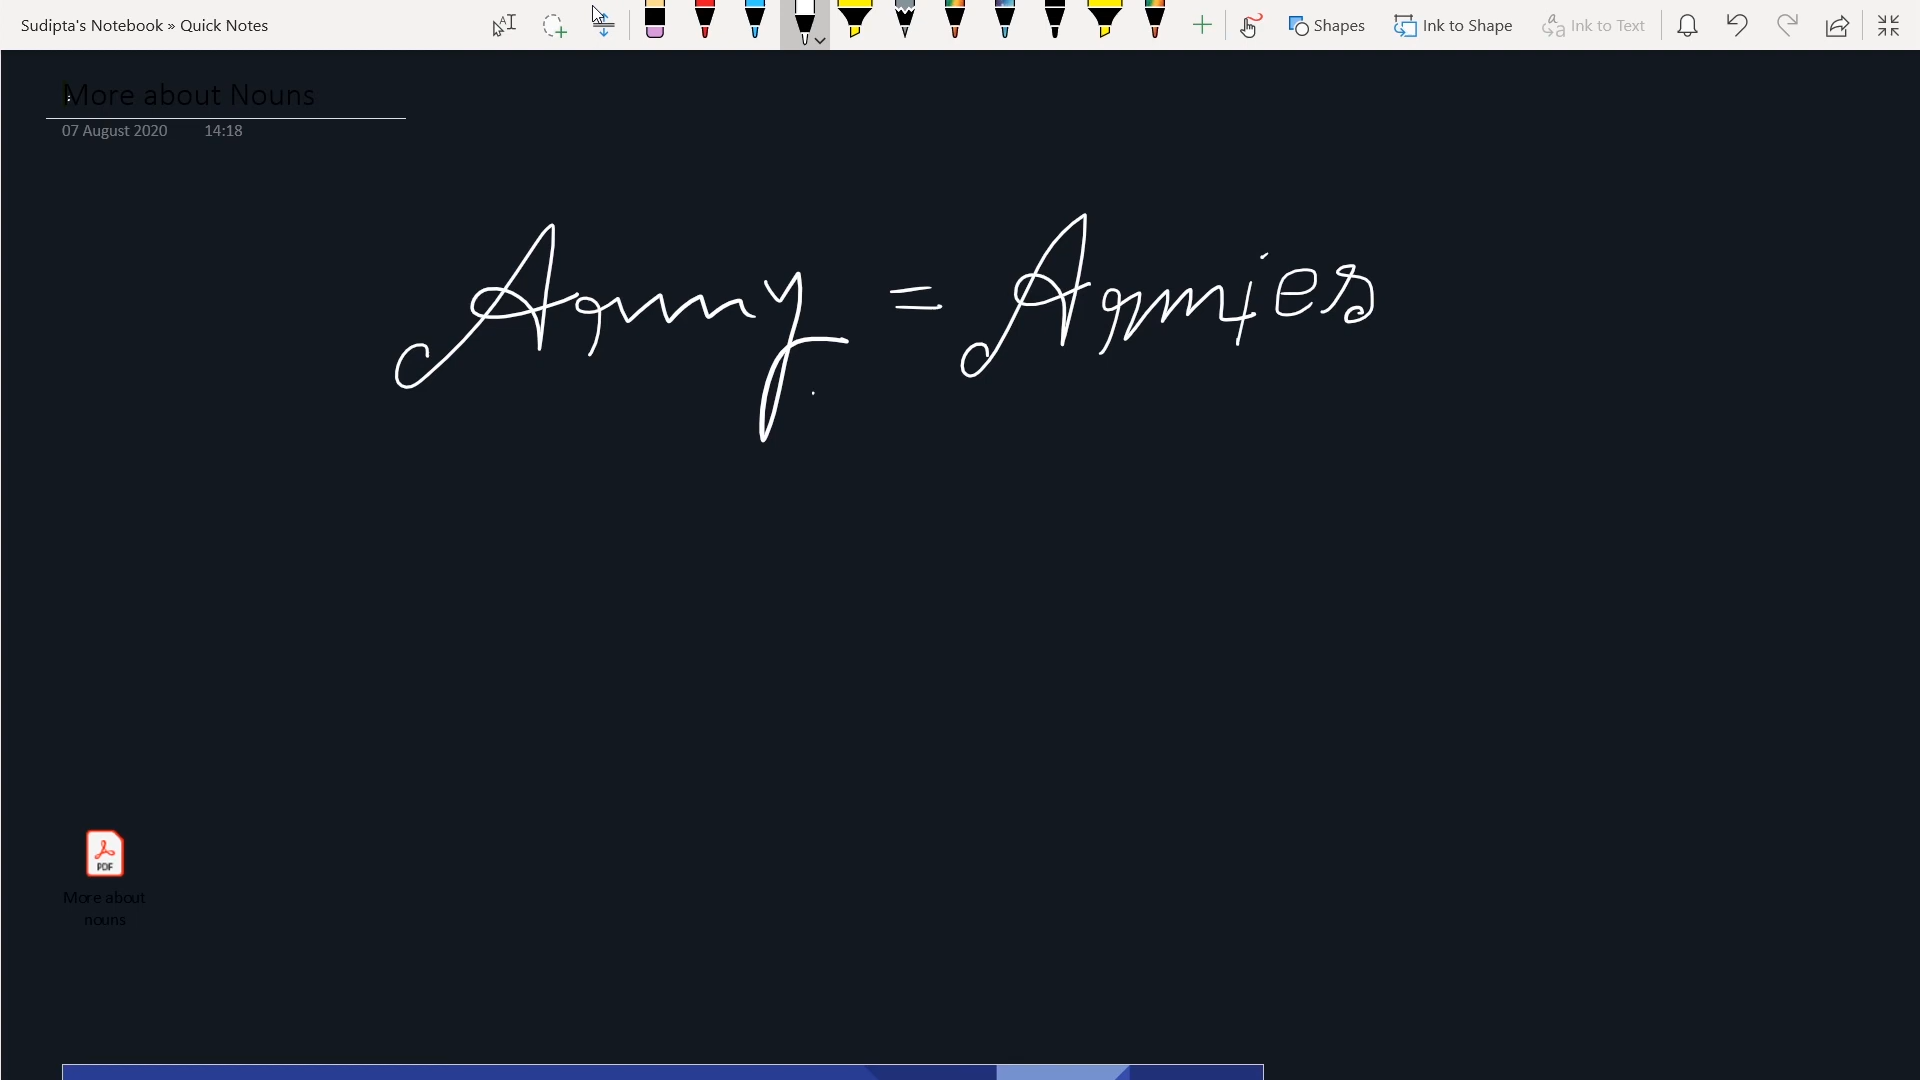 Sudipta's Notebook » Quick Notes
Shapes
Ink to Shape
Ink to Text
More about Nouns
07 August 2020 14:18
Army = Armies
PDF
More about
nouns